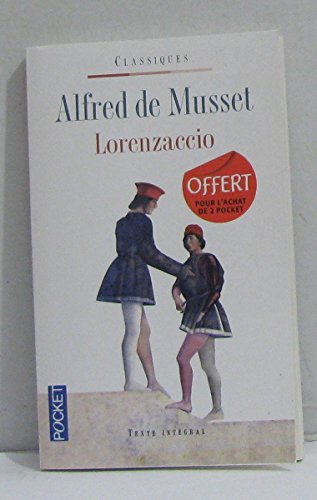 CLASSIQUES
Alfred de Musset
Lorenzaccio
OFFERT
POUR L'ACHAT
DE 2 POCKET
POCKET
TEXTE INTÉGRAL